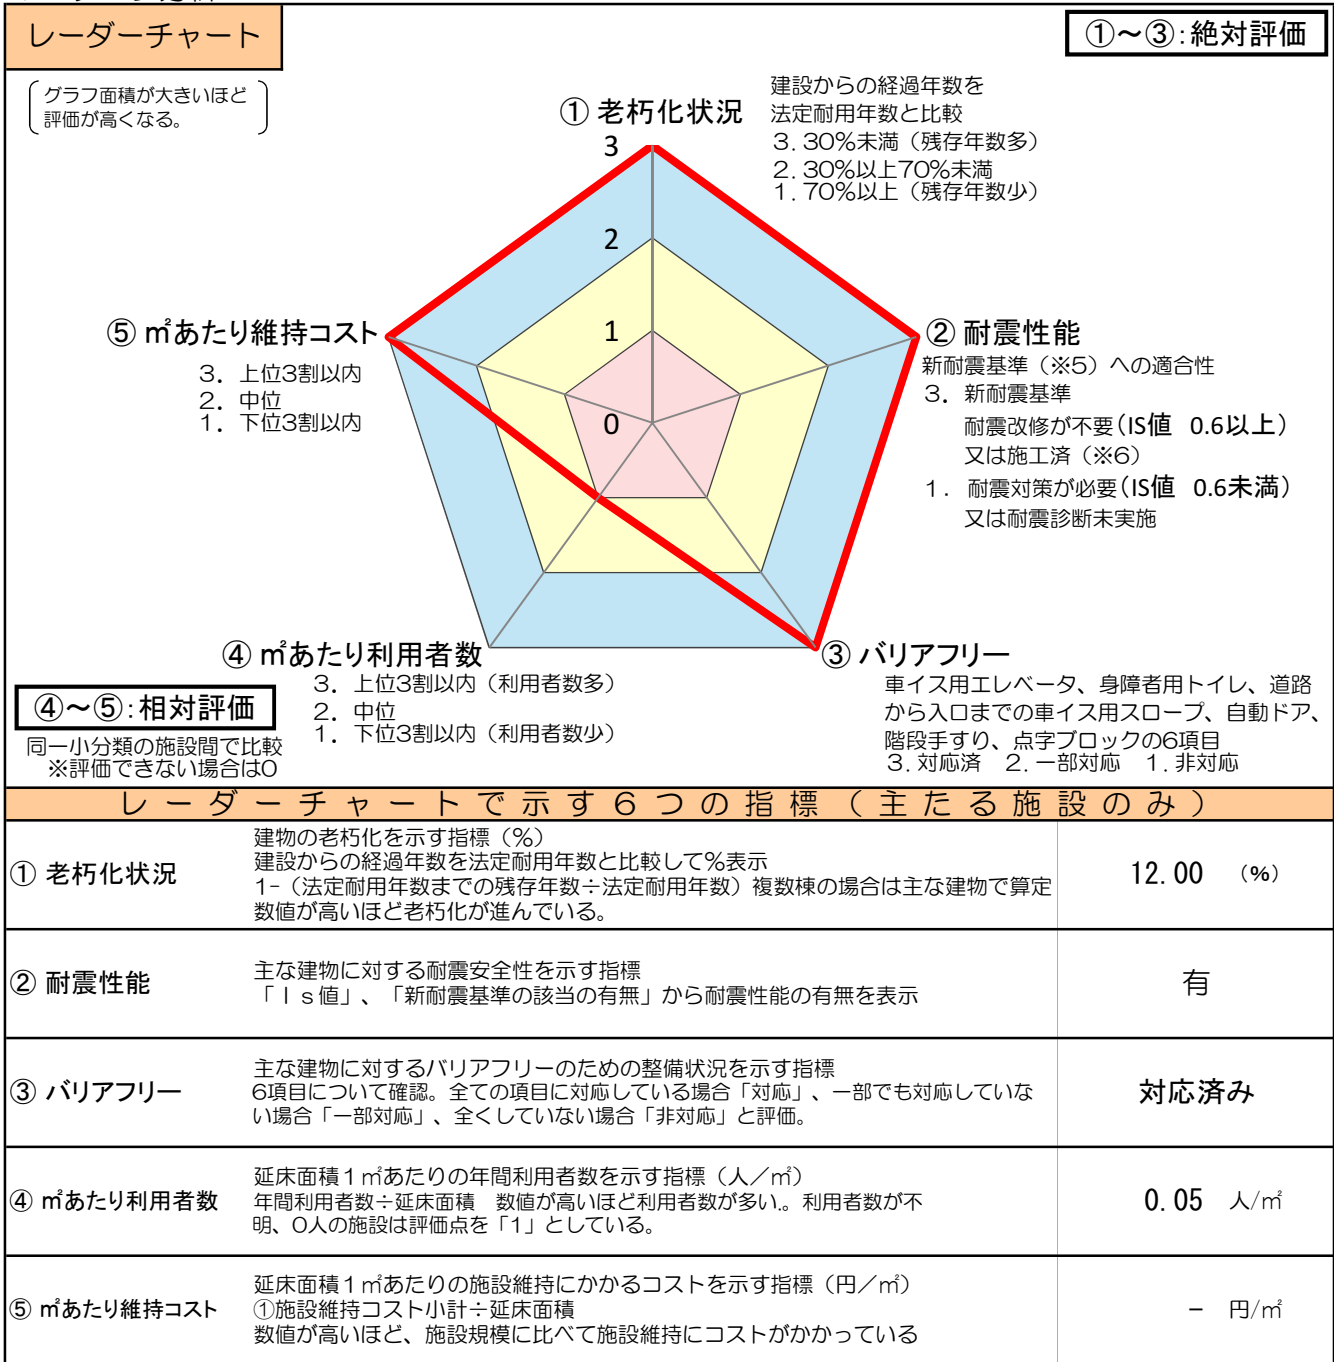 レーダーチャート
①～③:絶対評価
グラフ面積が大きいほど
評価が高くなる。
① 老朽化状況
建設からの経過年数を
法定耐用年数と比較
3.30%未満（残存年数多）
2.30%以上70%未満
1.70%以上（残存年数少）
3
2
1
0
⑤ ㎡あたり維持コスト
3．上位3割以内
2．中位
1．下位3割以内
② 耐震性能
新耐震基準（※5）への適合性
3．新耐震基準
耐震改修が不要(IS値 0.6以上)
又は施工済（※6）
1．耐震対策が必要(IS値 0.6未満)
又は耐震診断未実施
④ ㎡あたり利用者数
3．上位3割以内（利用者数多）
2．中位
1．下位3割以内（利用者数少）
③ バリアフリー
車イス用エレベータ、身障者用トイレ、道路
から入口までの車イス用スロープ、自動ドア、
階段手すり、点字ブロックの6項目
3.対応済 2.一部対応 1.非対応
④～⑤:相対評価
同一小分類の施設間で比較
※評価できない場合は0
レーダーチャートで示す6つの指標（主たる施設のみ）
① 老朽化状況
建物の老朽化を示す指標（%）
建設からの経過年数を法定耐用年数と比較して%表示
1-（法定耐用年数までの残存年数÷法定耐用年数）複数棟の場合は主な建物で算定
数値が高いほど老朽化が進んでいる。
12.00 (%)
② 耐震性能
主な建物に対する耐震安全性を示す指標
「Ｉｓ値」、「新耐震基準の該当の有無」から耐震性能の有無を表示
有
③ バリアフリー
主な建物に対するバリアフリーのための整備状況を示す指標
6項目について確認。全ての項目に対応している場合「対応」、一部でも対応していな
い場合「一部対応」、全くしていない場合「非対応」と評価。
対応済み
④ ㎡あたり利用者数
延床面積１㎡あたりの年間利用者数を示す指標（人／㎡）
年間利用者数÷延床面積 数値が高いほど利用者数が多い。利用者数が不
明、0人の施設は評価点を「1」としている。
0.05 人/㎡
⑤ ㎡あたり維持コスト
延床面積１㎡あたりの施設維持にかかるコストを示す指標（円／㎡）
①施設維持コスト小計÷延床面積
数値が高いほど、施設規模に比べて施設維持にコストがかかっている
- 円/㎡